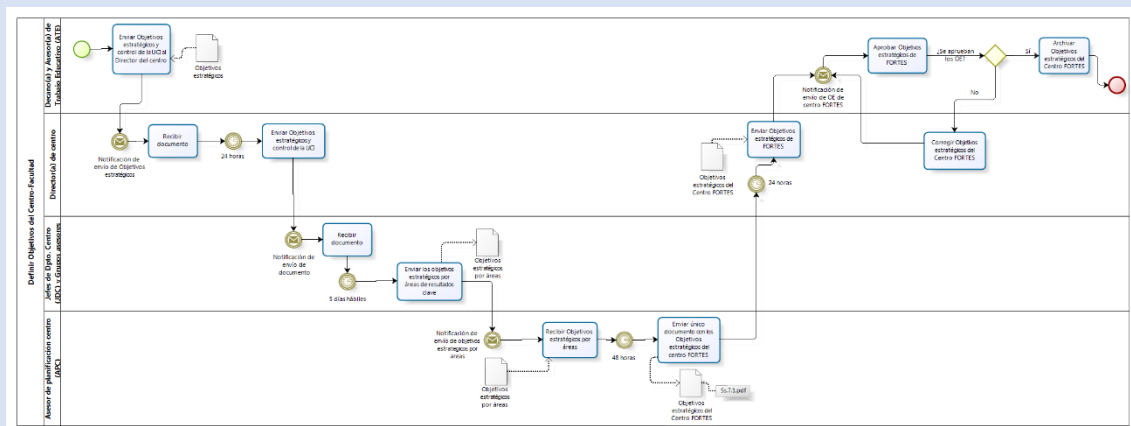 Definir Objetivos del Centro-Facultad
Decano(a) y Asesor(a) de
Trabajo Educativo (ATE)
Enviar Objetivos
estratégicos y
control de la UCI al
Director del centro
Objetivos
estratégicos
Notificación
de envío de OE de
centro FORTES
Aprobar Objetivos
estratégicos de
FORTES
¿Se aprueban
los OE?
Sí
No
Archivar
Objetivos
estratégicos del
Centro FORTES
Director(a) de centro
Notificación de
envío de Objetivos
estratégicos
Recibir
documento
24 horas
Enviar Objetivos
estratégicos y
control de la UCI
Objetivos
estratégicos del
Centro FORTES
Enviar Objetivos
estratégicos de
FORTES
24 horas
Corregir Objetivos
estratégicos del
Centro FORTES
Jefes de Dpto. Centro
(JDC) y Grupos asesores
Notificación de
envío de
documento
Recibir
documento
5 días hábiles
Enviar los objetivos
estratégicos por
áreas de resultados
clave
Objetivos
estratégicos
por áreas
Asesor de planificación centro
(APC)
Notificación de
envío de objetivos
estratégicos por
áreas
Objetivos
estratégicos
por áreas
Recibir Objetivos
estratégicos por
áreas
48 horas
Enviar único
documento con los
Objetivos
estratégicos del
centro FORTES
Objetivos
estratégicos del
Centro FORTES